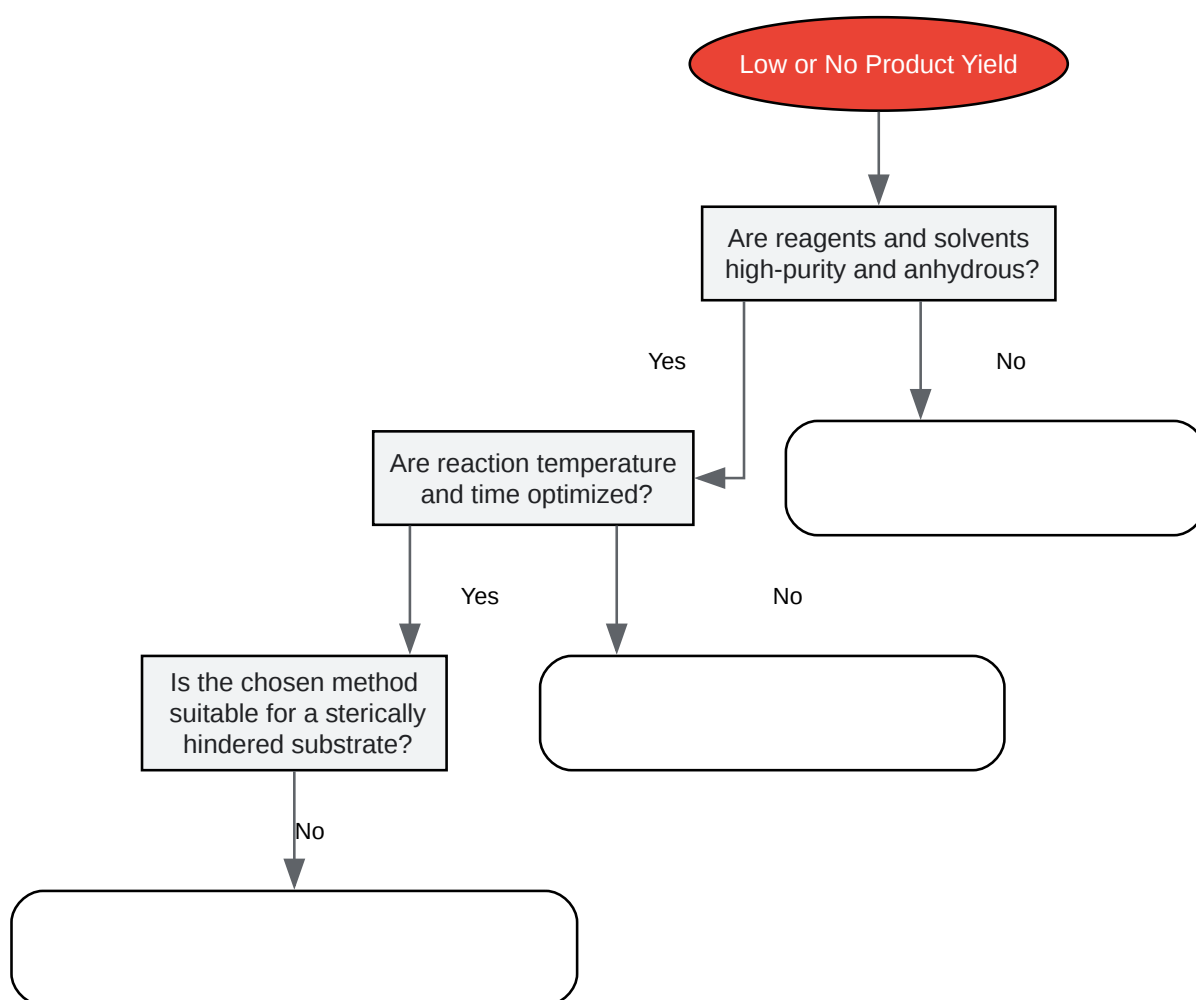 Low or No Product Yield
Are reagents and solvents
high-purity and anhydrous?
Yes
No
Are reaction temperature
and time optimized?
Yes
No
Is the chosen method
suitable for a sterically
hindered substrate?
No